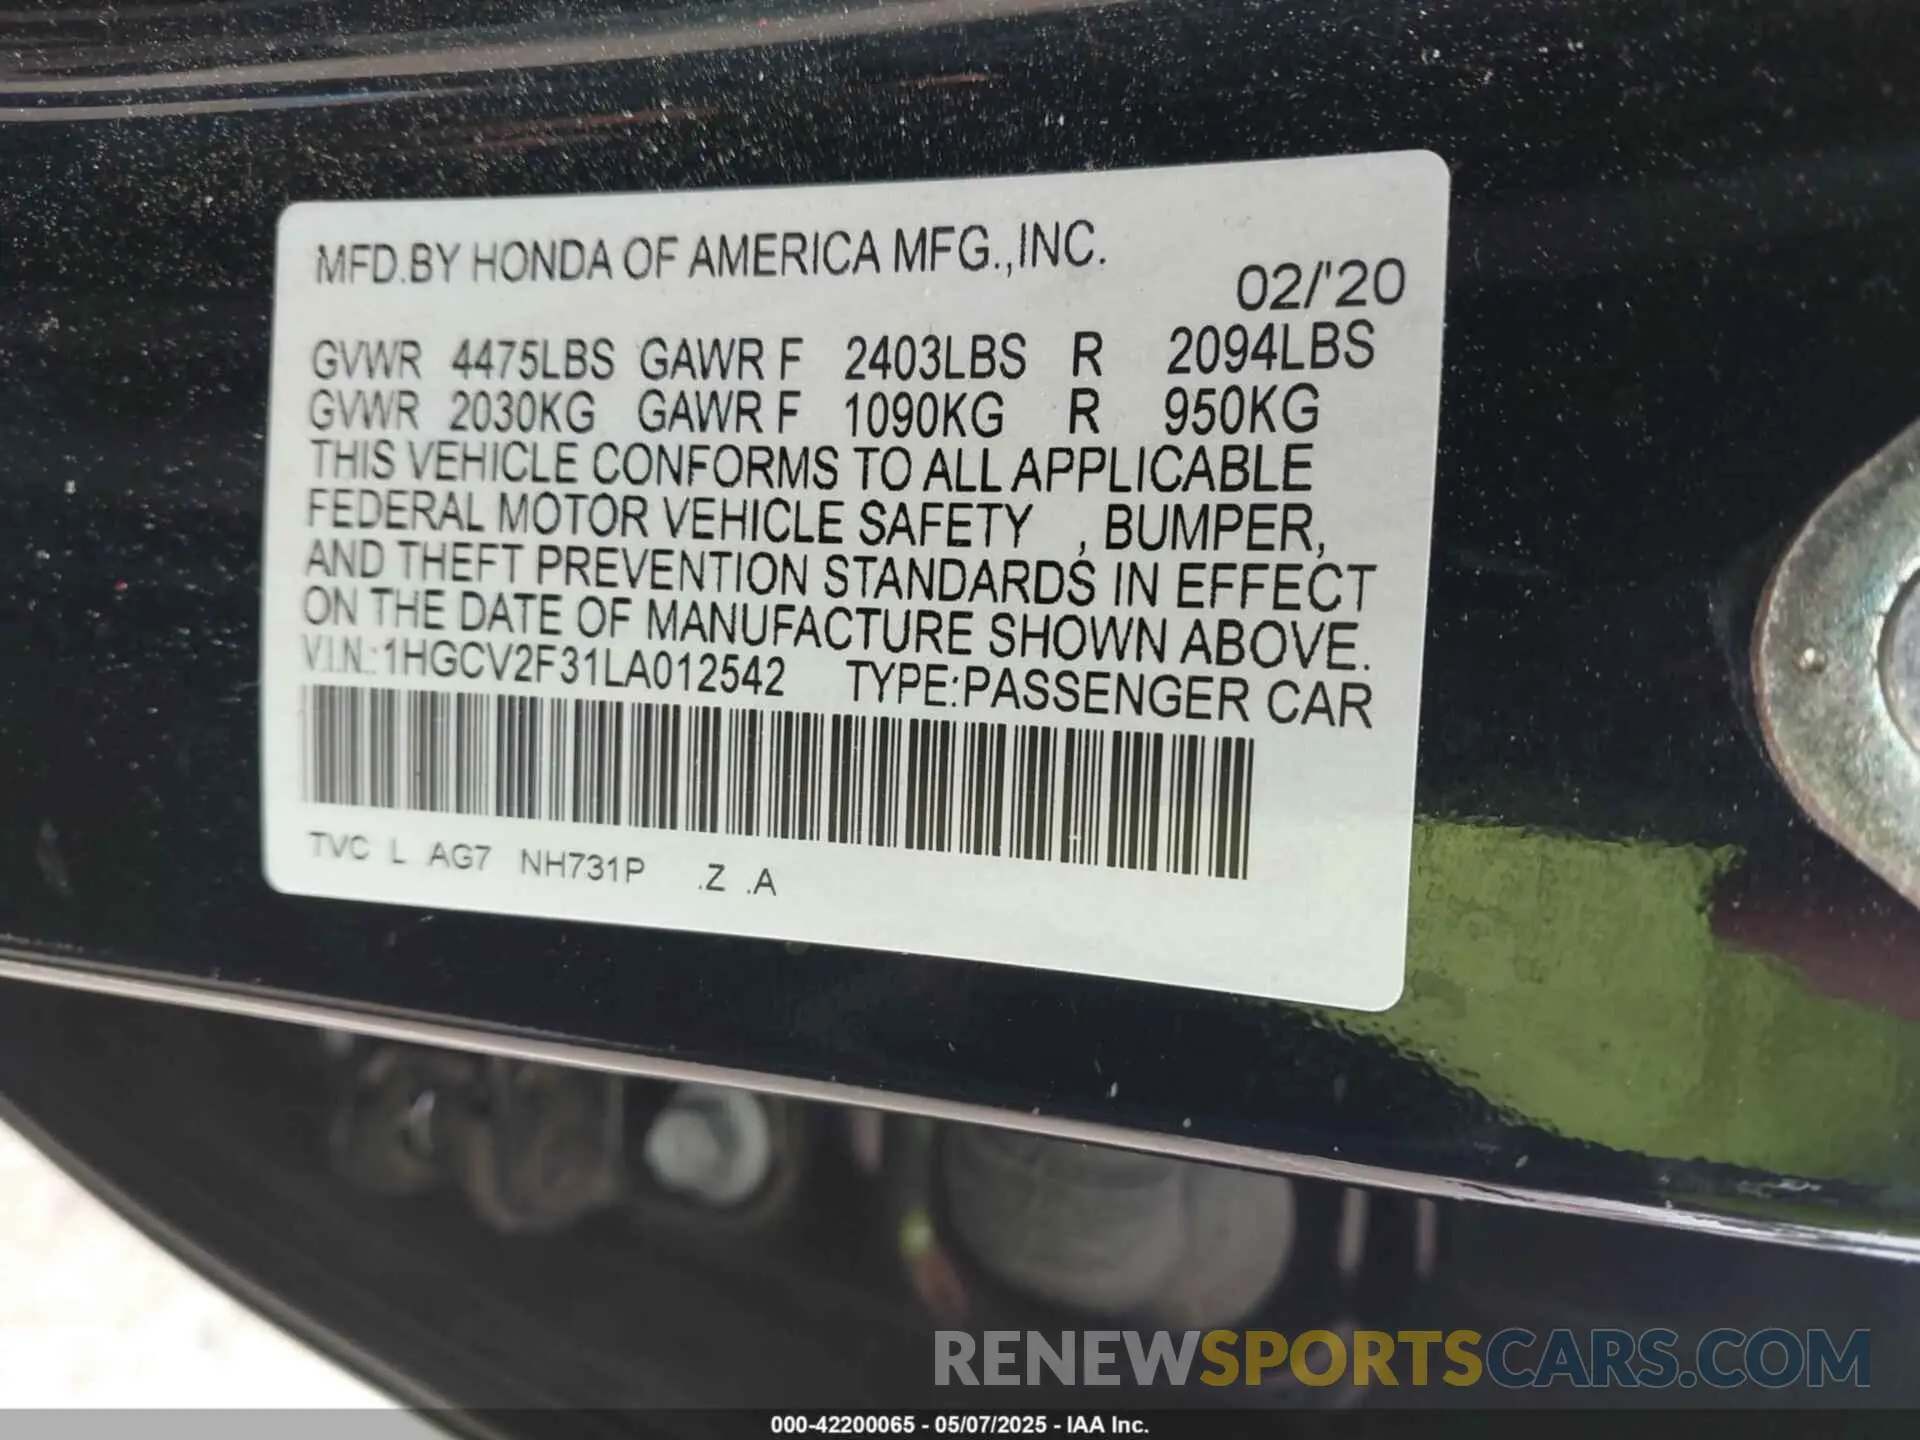 MFD.BY HONDA OF AMERICA MFG.,INC.
02/'20
GVWR 4475LBS GAWR F 2403LBS R 2094LBS
GVWR 2030KG GAWR F 1090KG R 950KG
THIS VEHICLE CONFORMS TO ALL APPLICABLE
FEDERAL MOTOR VEHICLE SAFETY , BUMPER,
AND THEFT PREVENTION STANDARDS IN EFFECT
ON THE DATE OF MANUFACTURE SHOWN ABOVE.
V.I.N.:1HGCV2F31LA012542 TYPE:PASSENGER CAR
TVC L AG7 NH731P .Z .A
RENEWSPORTSCARS.COM
000-42200065 - 05/07/2025 - IAA Inc.